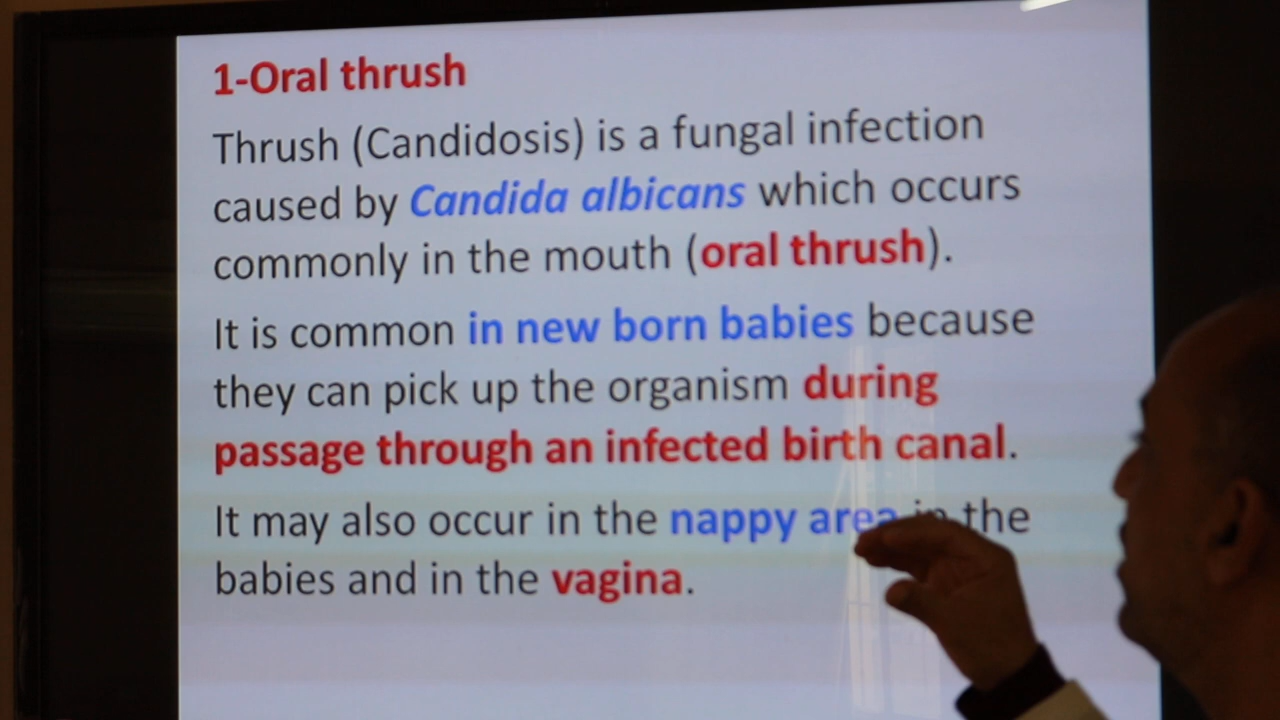 1-Oral thrush
Thrush (Candidosis) is a fungal infection
caused by Candida albicans which occurs
commonly in the mouth (oral thrush).
It is common in new born babies because
they can pick up the organism during
passage through an infected birth canal.
It may also occur in the nappy area in the
babies and in the vagina.